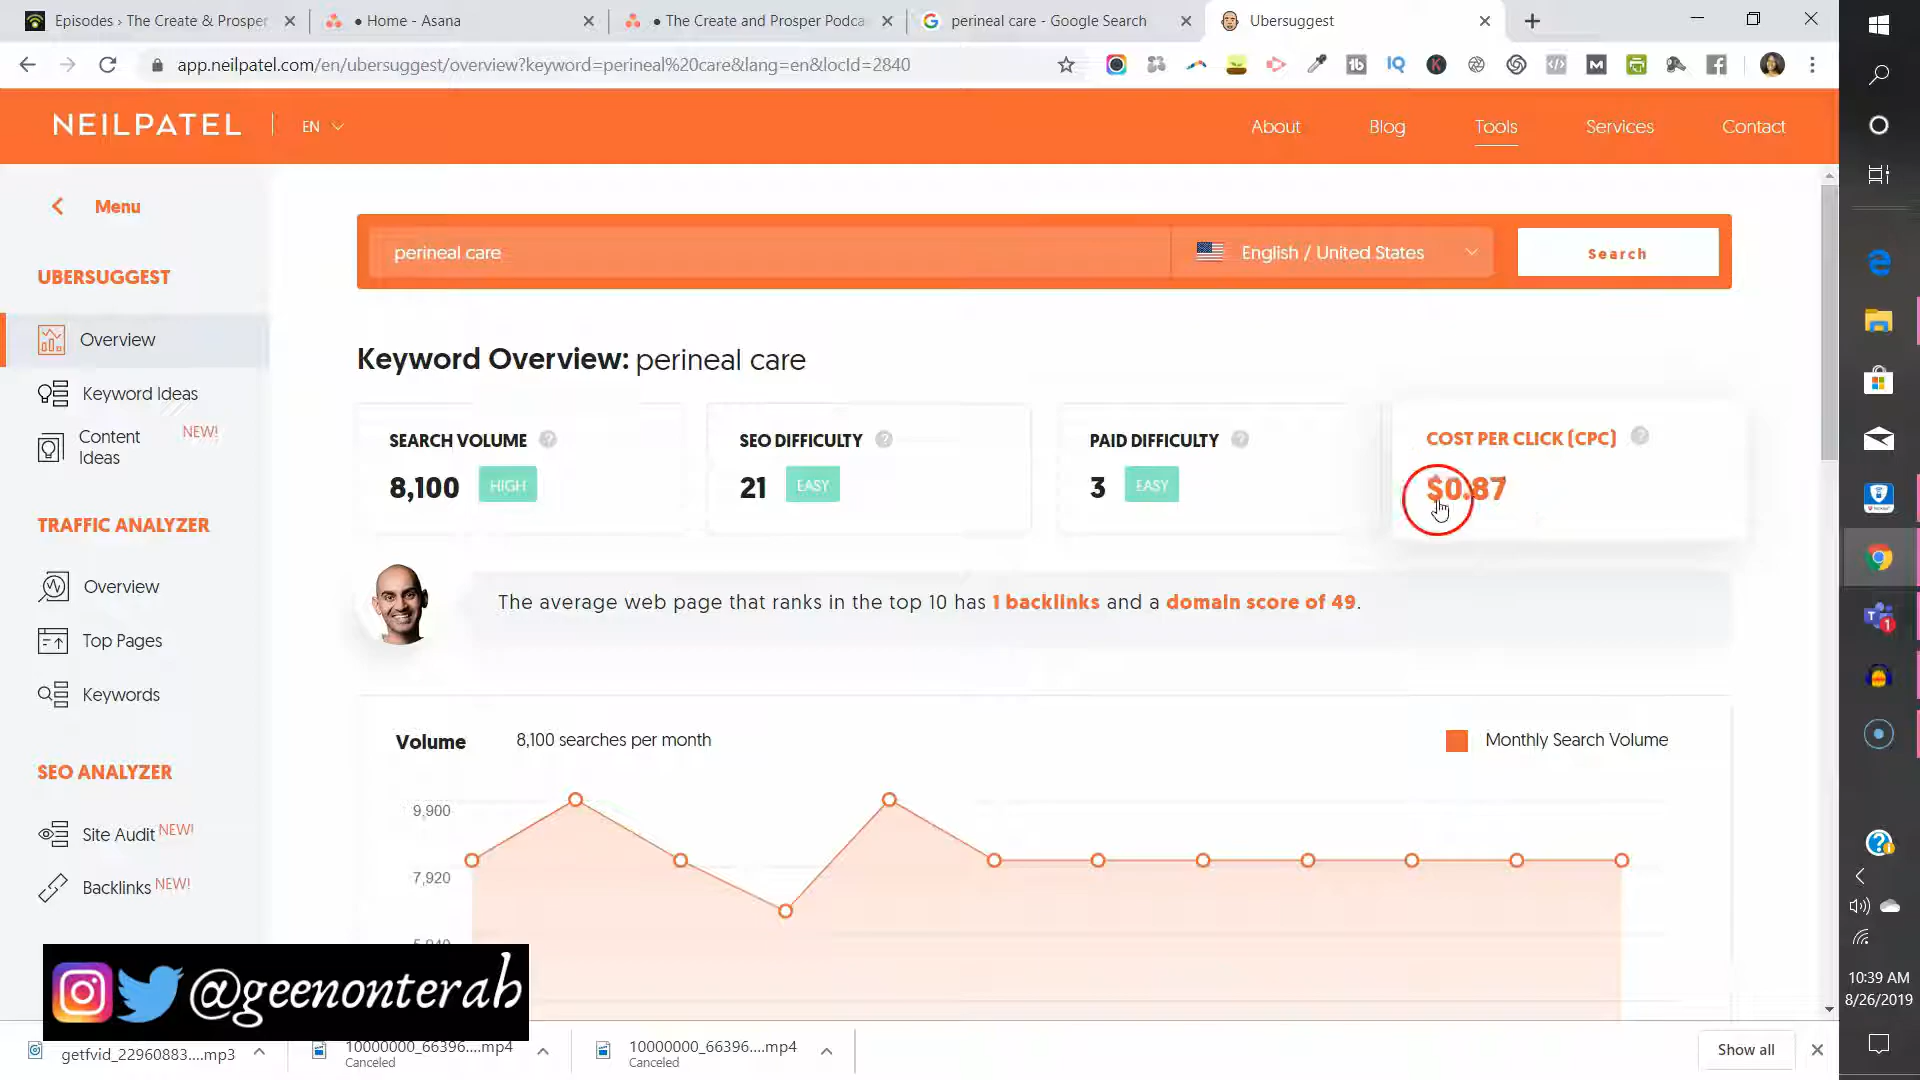 Episodes › The Create & Prosper
• Home - Asana
• The Create and Prosper Podca
perineal care - Google Search
Ubersuggest
app.neilpatel.com/en/ubersuggest/overview?keyword=perineal%20care&lang=en&locId=2840
NEILPATEL
EN
About
Blog
Tools
Services
Contact
Menu
UBERSUGGEST
Overview
Keyword Ideas
Content Ideas
NEW!
TRAFFIC ANALYZER
Overview
Top Pages
Keywords
SEO ANALYZER
Site Audit NEW!
Backlinks NEW!
perineal care
English / United States
Search
Keyword Overview: perineal care
SEARCH VOLUME
8,100 HIGH
SEO DIFFICULTY
21 EASY
PAID DIFFICULTY
3 EASY
COST PER CLICK (CPC)
$0.87
The average web page that ranks in the top 10 has 1 backlinks and a domain score of 49.
Volume
8,100 searches per month
Monthly Search Volume
9,900
7,920
@geenonterah
getfvid_22960883....mp3
10000000_66396....mp4
Canceled
10000000_66396....mp4
Canceled
Show all
10:39 AM
8/26/2019